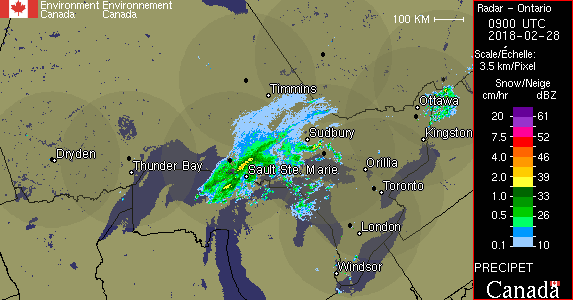 Environment Environnement
Canada Canada
100 KM
Timmins
Ottawa
Sudbury
Kingston
Dryden
Thunder Bay
Orillia
Sault Ste. Marie
Toronto
London
Windsor
Radar - Ontario
0900 UTC
2018-02-28
Scale/Échelle:
3.5 km/Pixel
Snow/Neige
cm/hr dBZ
20 61
7.5 52
4.0 46
2.0 39
1.0 33
0.5 26
0.1 10
PRECIPET
Canada